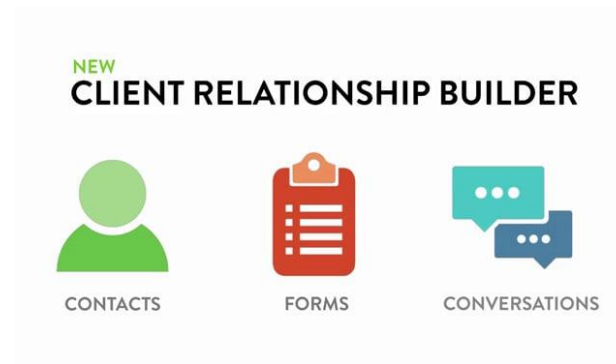 NEW
CLIENT RELATIONSHIP BUILDER
CONTACTS
FORMS
CONVERSATIONS